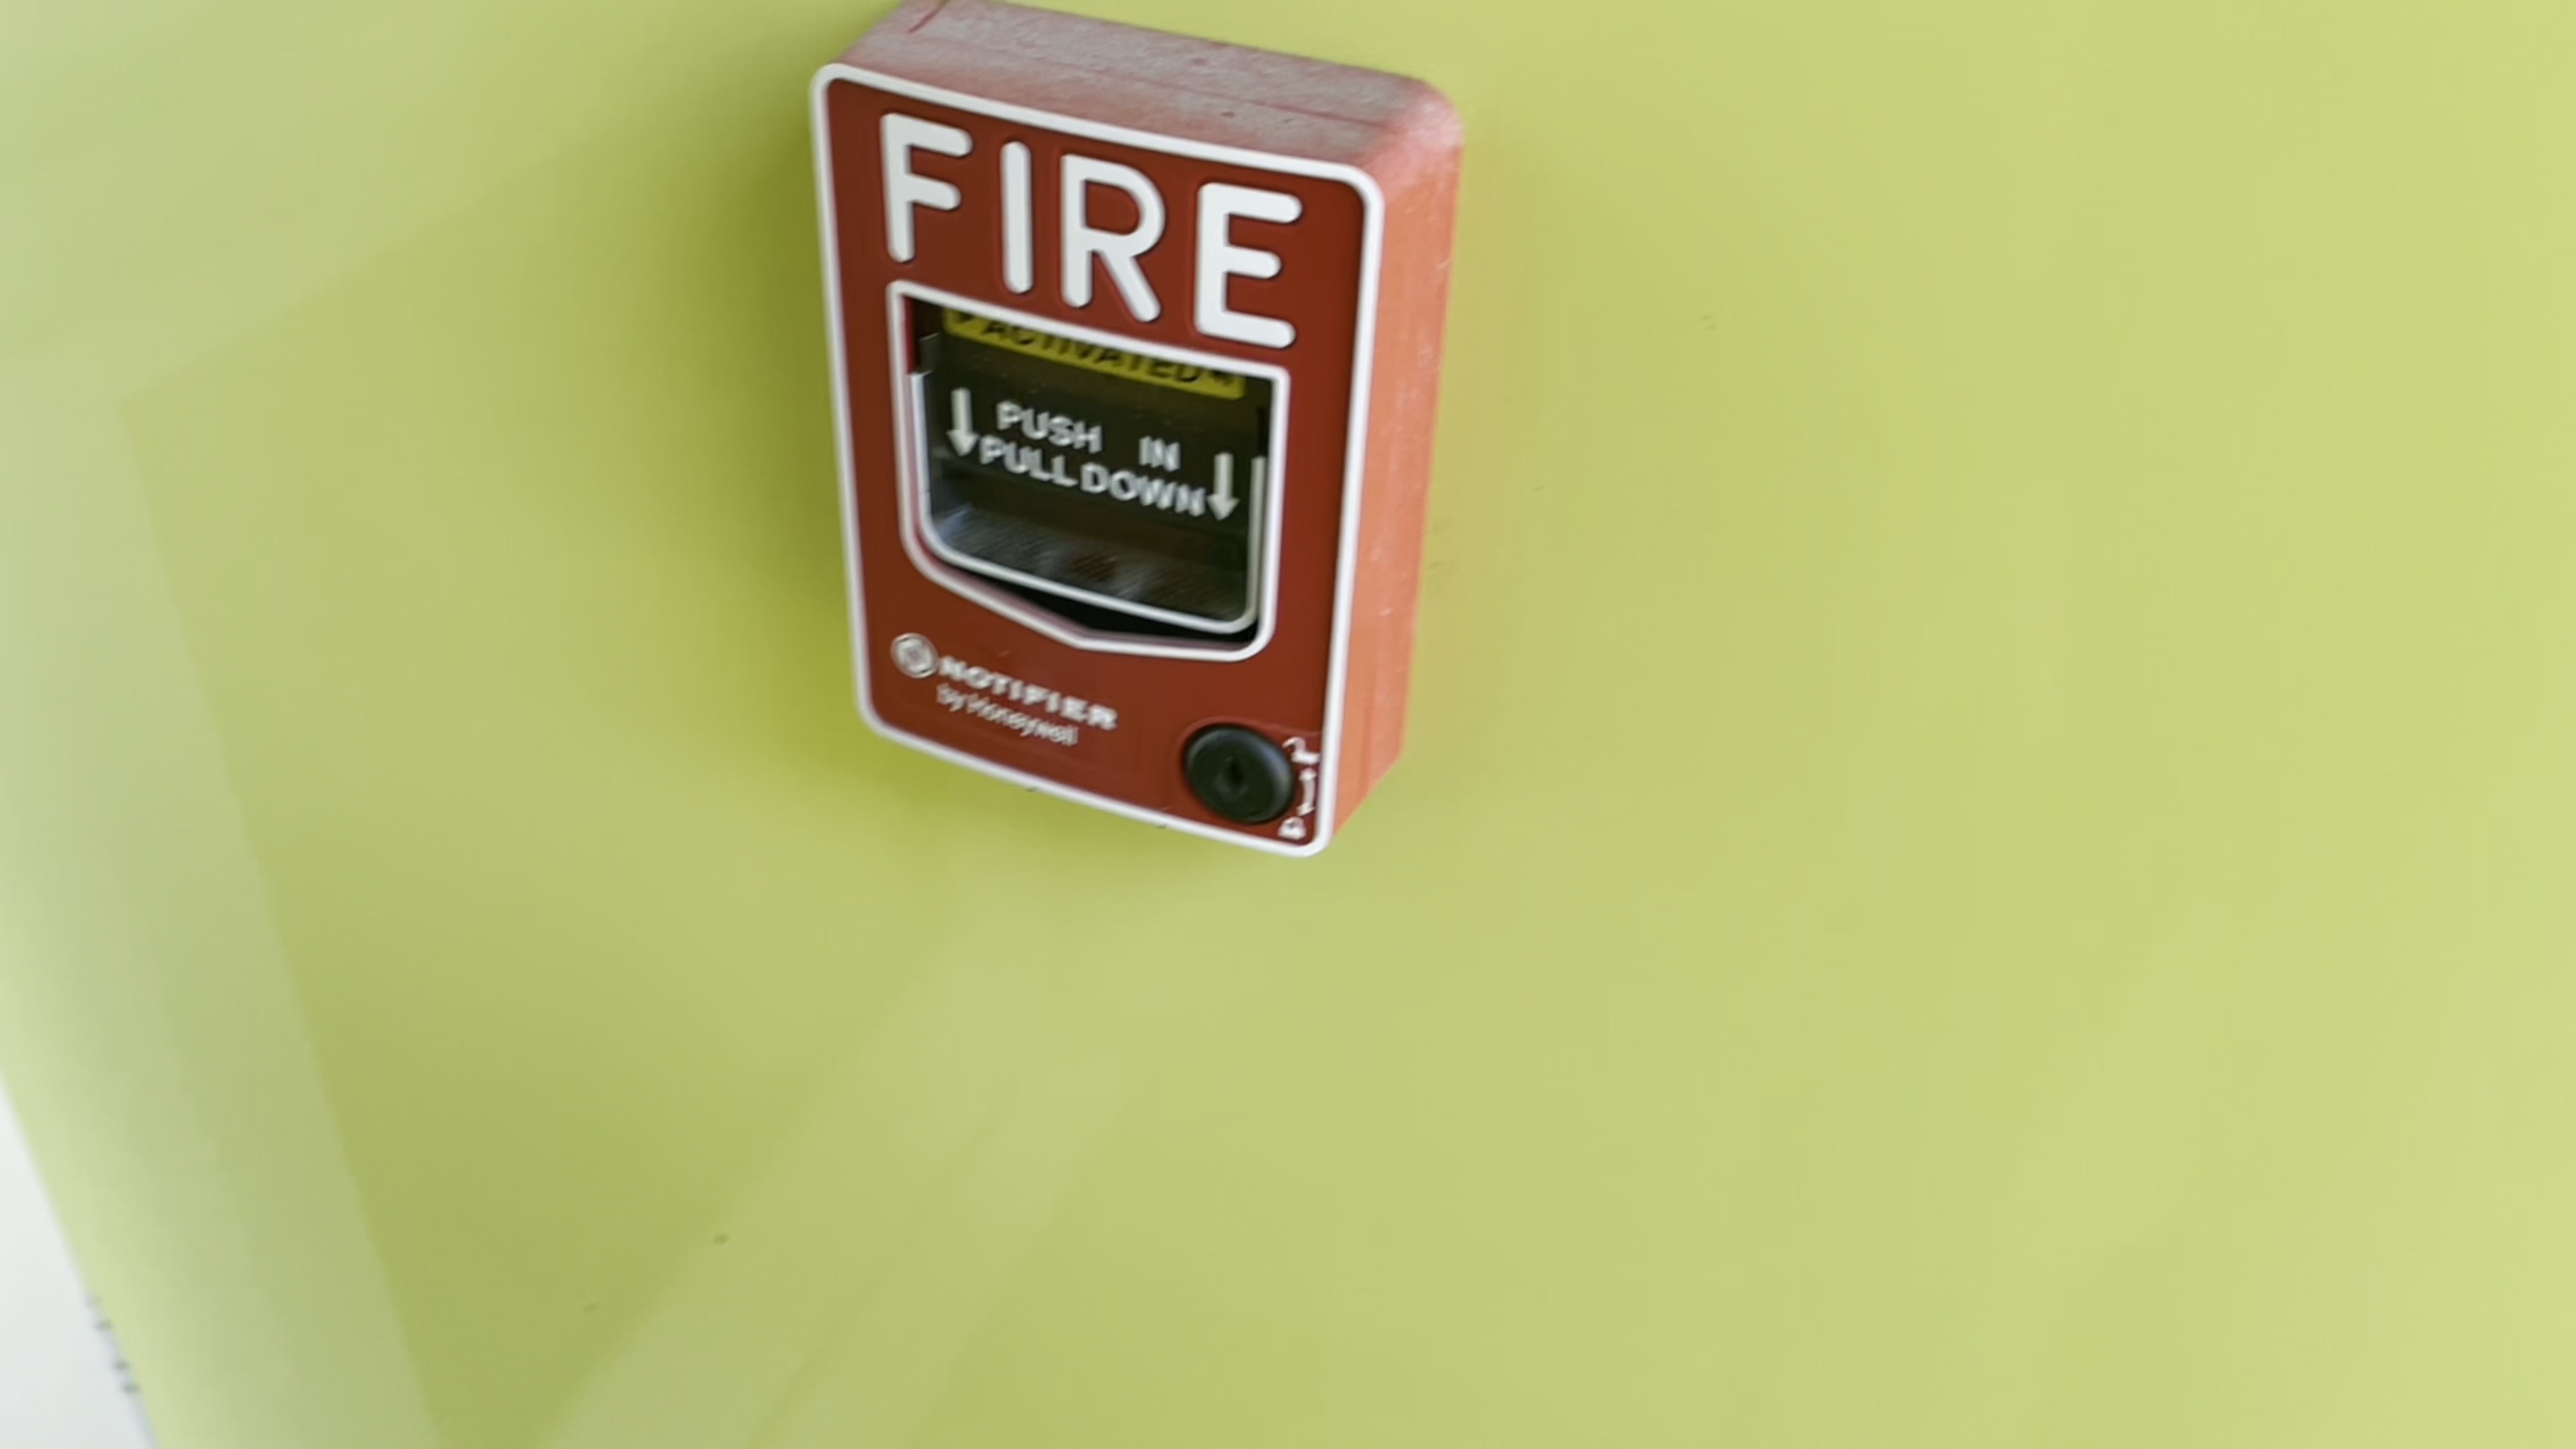 FIRE
ACTIVATED
PUSH IN
PULL DOWN
NOTIFIER
by Honeywell